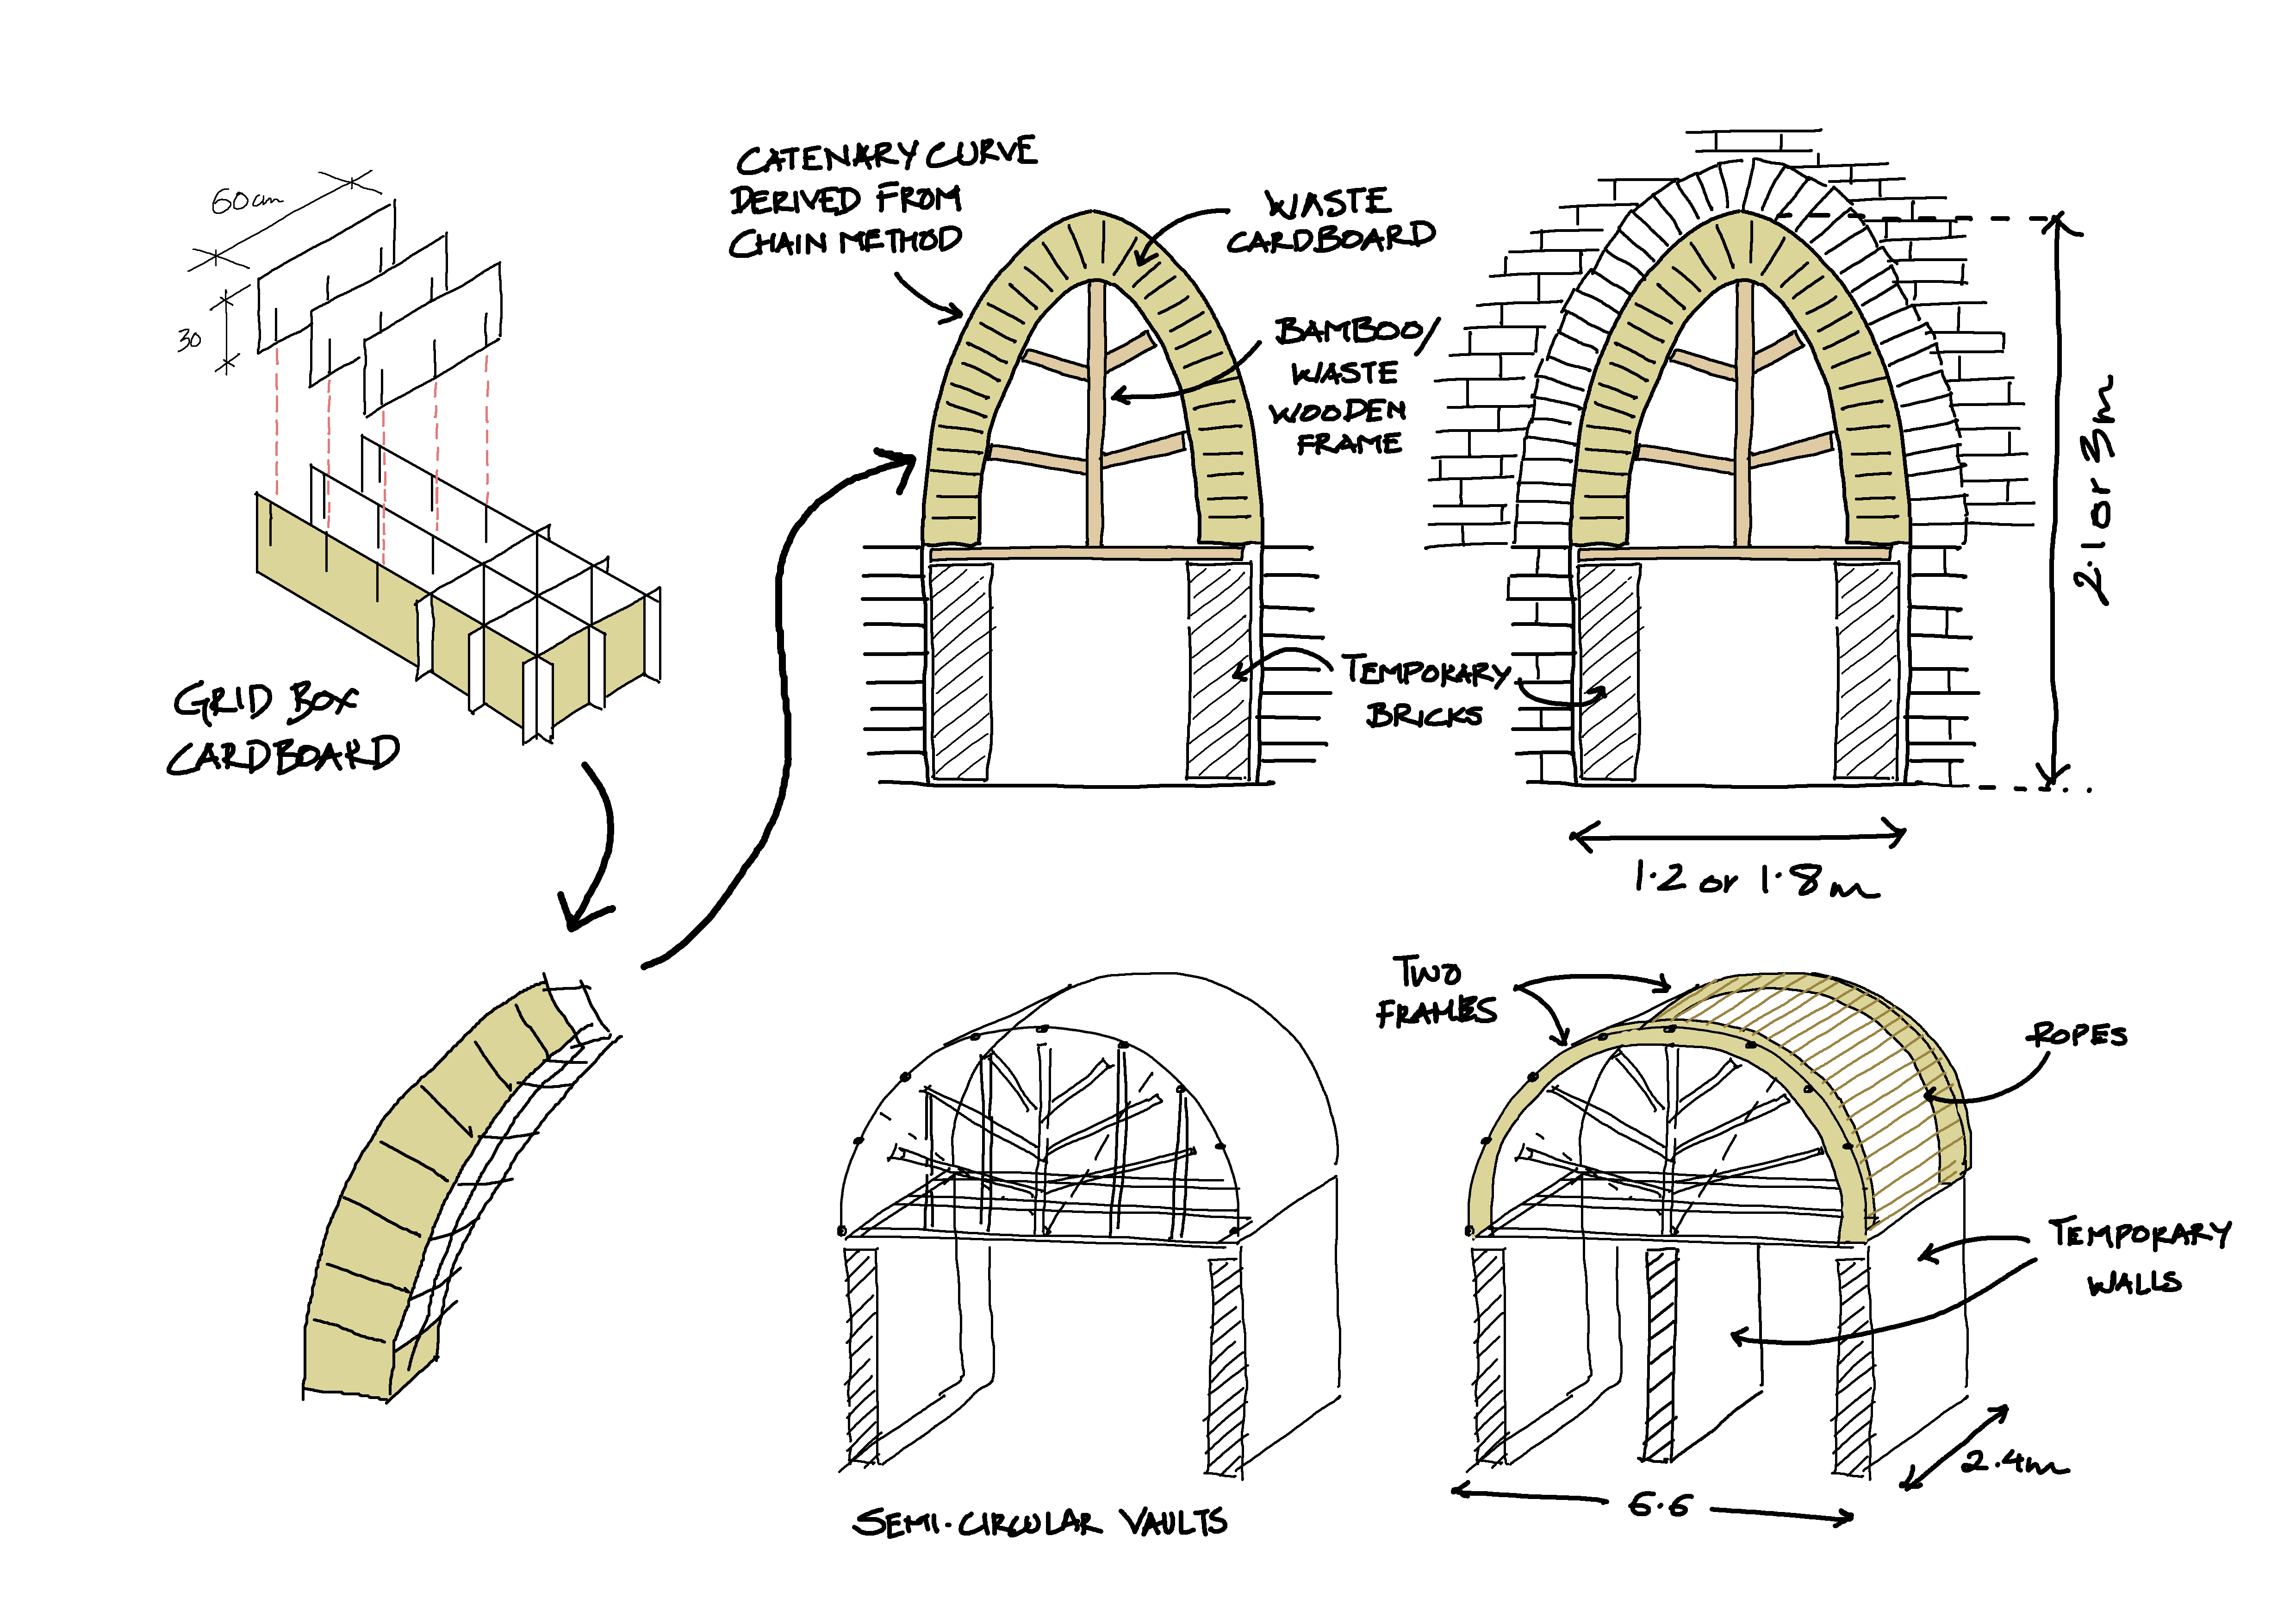 60cm
30
GRID BOX
CARDBOARD
CATENARY CURVE
DERIVED FROM
CHAIN METHOD
WASTE
CARDBOARD
BAMBOO/
WASTE
WOODEN
FRAME
TEMPORARY
BRICKS
2.1 or 3m
1.2 or 1.8m
SEMI-CIRCULAR VAULTS
TWO
FRAMES
ROPES
TEMPORARY
WALLS
2.4m
6.6